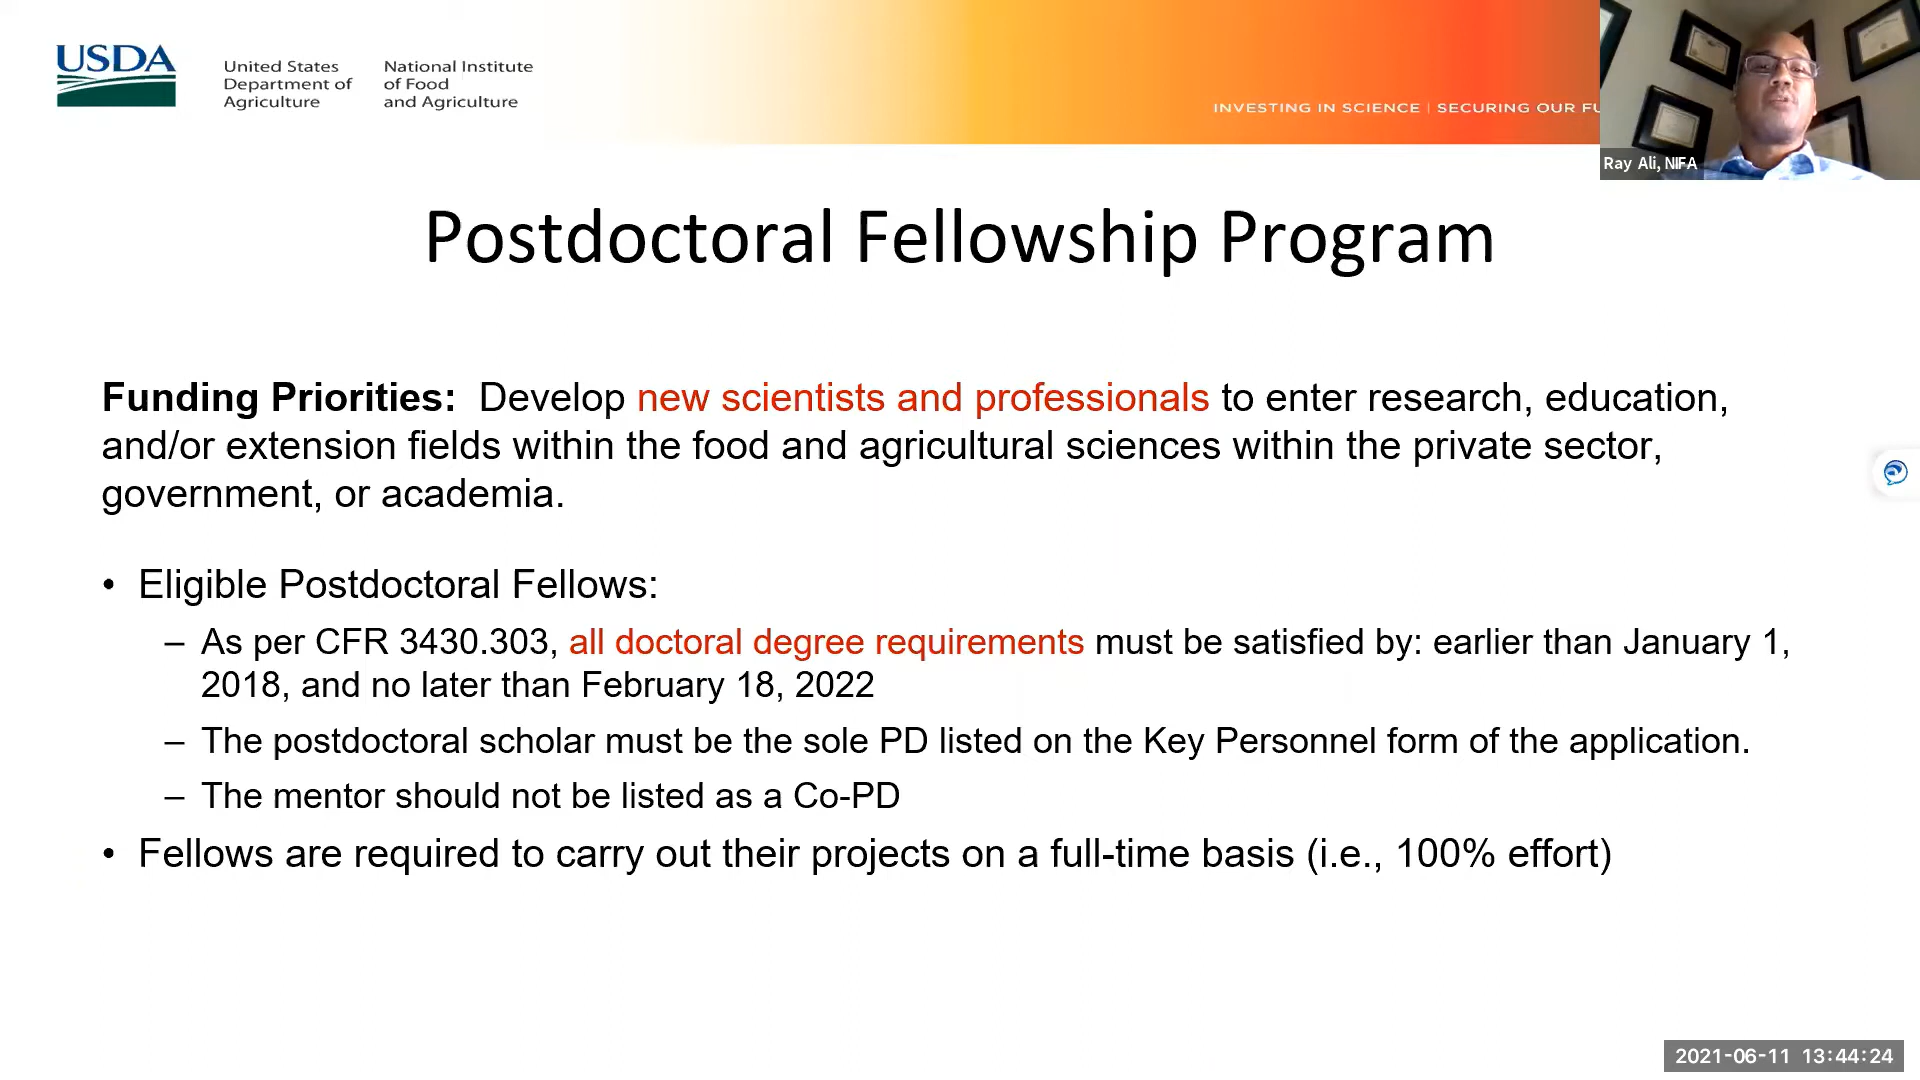 USDA
United States
Department of
Agriculture
National Institute
of Food
and Agriculture
INVESTING IN SCIENCE | SECURING OUR FU
Ray Ali, NIFA
Postdoctoral Fellowship Program
Funding Priorities: Develop new scientists and professionals to enter research, education,
and/or extension fields within the food and agricultural sciences within the private sector,
government, or academia.
• Eligible Postdoctoral Fellows:
– As per CFR 3430.303, all doctoral degree requirements must be satisfied by: earlier than January 1,
2018, and no later than February 18, 2022
– The postdoctoral scholar must be the sole PD listed on the Key Personnel form of the application.
– The mentor should not be listed as a Co-PD
• Fellows are required to carry out their projects on a full-time basis (i.e., 100% effort)
2021-06-11 13:44:24